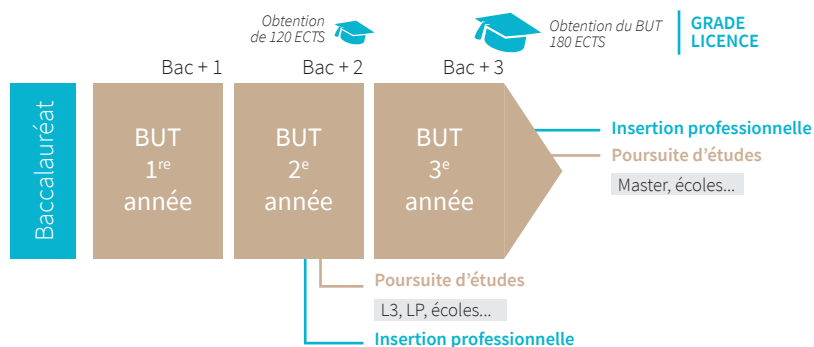 Obtention
de 120 ECTS
Obtention du BUT
180 ECTS
GRADE
LICENCE
Bac + 1
Bac + 2
Bac + 3
Baccalauréat
BUT
1re
année
BUT
2e
année
BUT
3e
année
Insertion professionnelle
Poursuite d'études
Master, écoles...
Poursuite d'études
L3, LP, écoles...
Insertion professionnelle